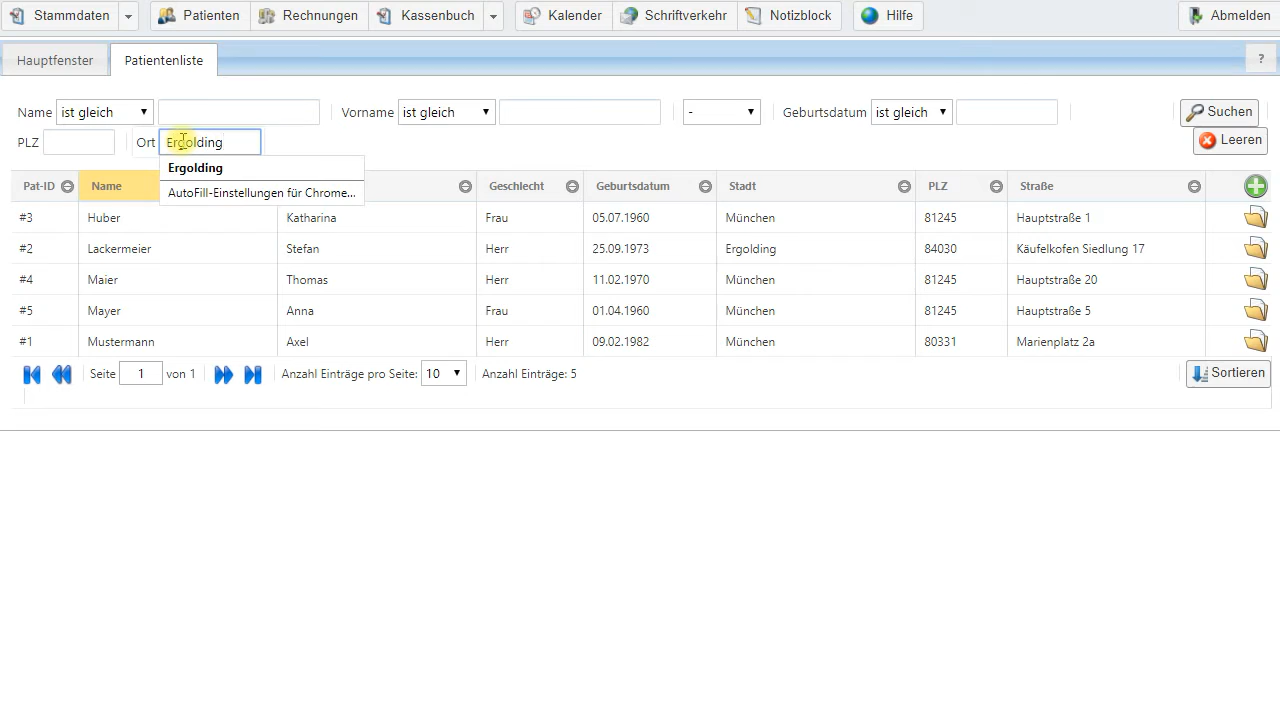 Stammdaten Patienten Rechnungen Kassenbuch Kalender Schriftverkehr Notizblock Hilfe Abmelden
Hauptfenster Patientenliste ?
Name ist gleich Vorname ist gleich - Geburtsdatum ist gleich Suchen
PLZ Ort Ergolding Leeren
Ergolding
AutoFill-Einstellungen für Chrome...
Pat-ID Name Geschlecht Geburtsdatum Stadt PLZ Straße
#3 Huber Katharina Frau 05.07.1960 München 81245 Hauptstraße 1
#2 Lackermeier Stefan Herr 25.09.1973 Ergolding 84030 Käufelkofen Siedlung 17
#4 Maier Thomas Herr 11.02.1970 München 81245 Hauptstraße 20
#5 Mayer Anna Frau 01.04.1960 München 81245 Hauptstraße 5
#1 Mustermann Axel Herr 09.02.1982 München 80331 Marienplatz 2a
Seite 1 von 1 Anzahl Einträge pro Seite: 10 Anzahl Einträge: 5 Sortieren